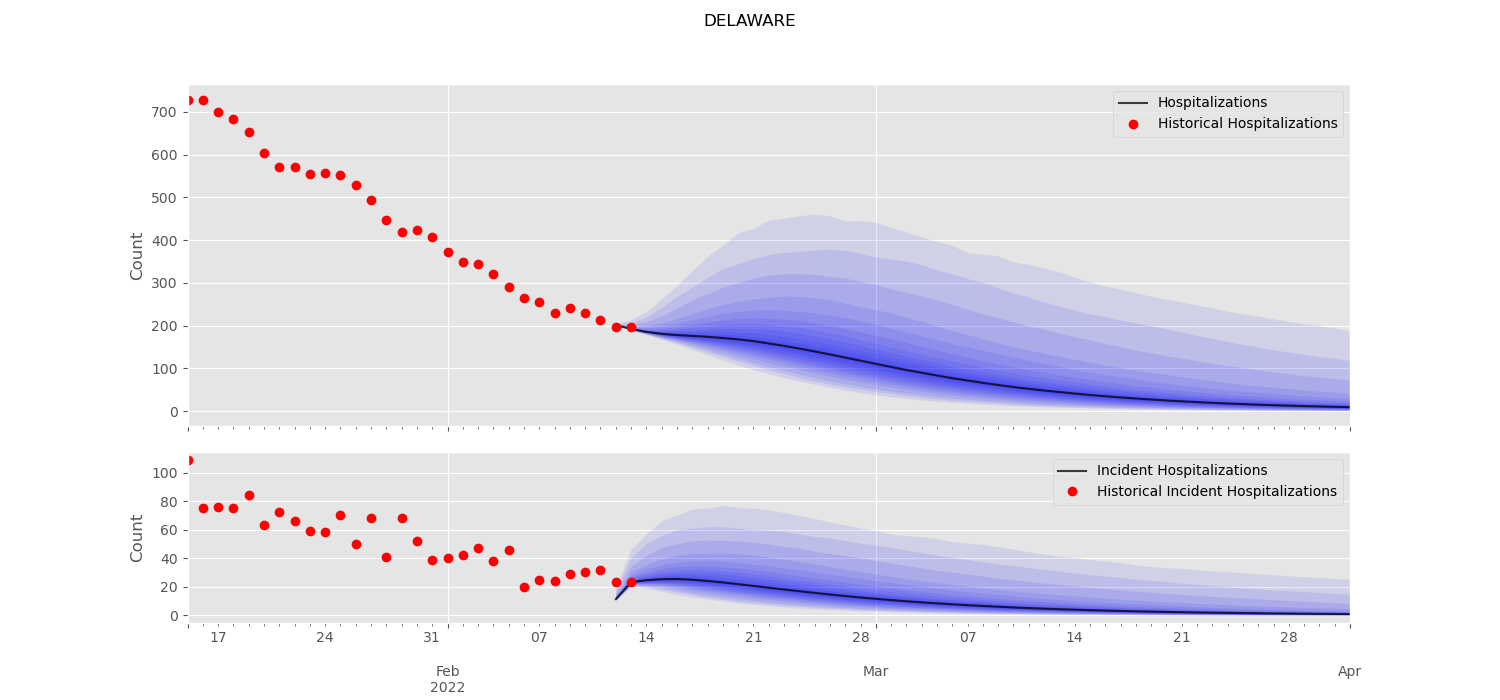 DELAWARE
Hospitalizations
Historical Hospitalizations
700
600
500
400
300
200
100
0
Count
Incident Hospitalizations
Historical Incident Hospitalizations
100
80
60
40
20
0
Count
17 24 31 07 14 21 28 07 14 21 28
Feb Mar Apr
2022